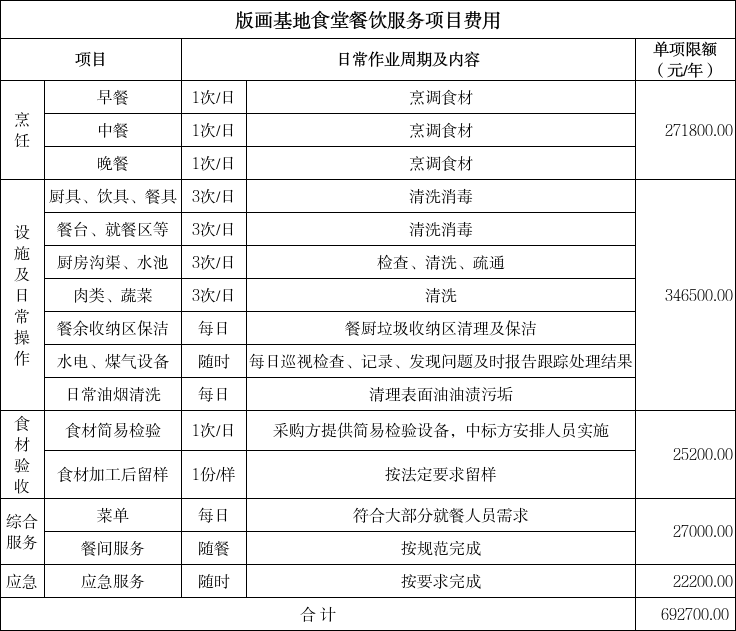 版画基地食堂餐饮服务项目费用
项目 日常作业周期及内容 单项限额
（元/年）
烹饪 早餐 1次/日 烹调食材 271800.00
中餐 1次/日 烹调食材
晚餐 1次/日 烹调食材
设施及日常操作 厨具、饮具、餐具 3次/日 清洗消毒 346500.00
餐台、就餐区等 3次/日 清洗消毒
厨房沟渠、水池 3次/日 检查、清洗、疏通
肉类、蔬菜 3次/日 清洗
餐余收纳区保洁 每日 餐厨垃圾收纳区清理及保洁
水电、煤气设备 随时 每日巡视检查、记录、发现问题及时报告跟踪处理结果
日常油烟清洗 每日 清理表面油油渍污垢
食材验收 食材简易检验 1次/日 采购方提供简易检验设备，中标方安排人员实施 25200.00
食材加工后留样 1份/样 按法定要求留样
综合服务 菜单 每日 符合大部分就餐人员需求 27000.00
餐间服务 随餐 按规范完成
应急 应急服务 随时 按要求完成 22200.00
合计 692700.00